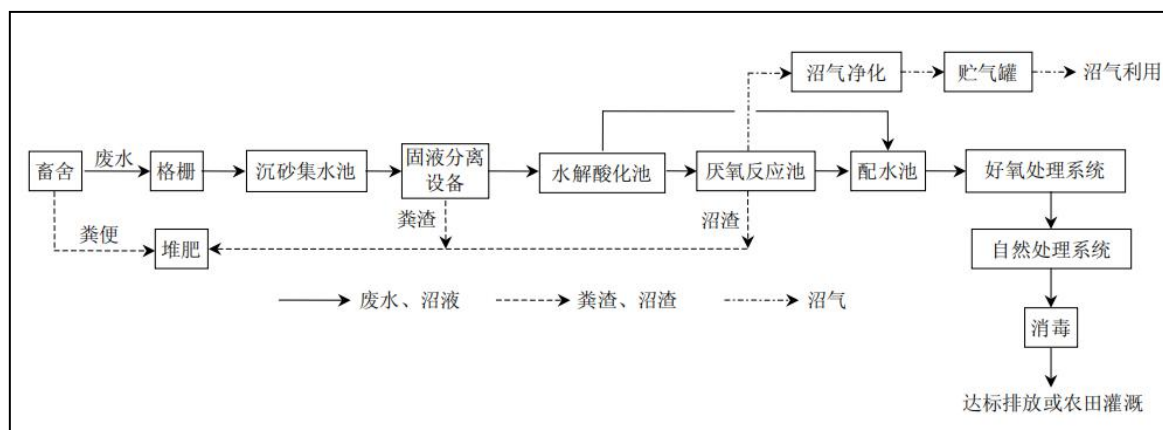 沼气净化
贮气罐
沼气利用
畜舍
废水
格栅
沉砂集水池
固液分离
设备
水解酸化池
厌氧反应池
配水池
好氧处理系统
粪便
堆肥
粪渣
沼渣
自然处理系统
废水、沼液
粪渣、沼渣
沼气
消毒
达标排放或农田灌溉